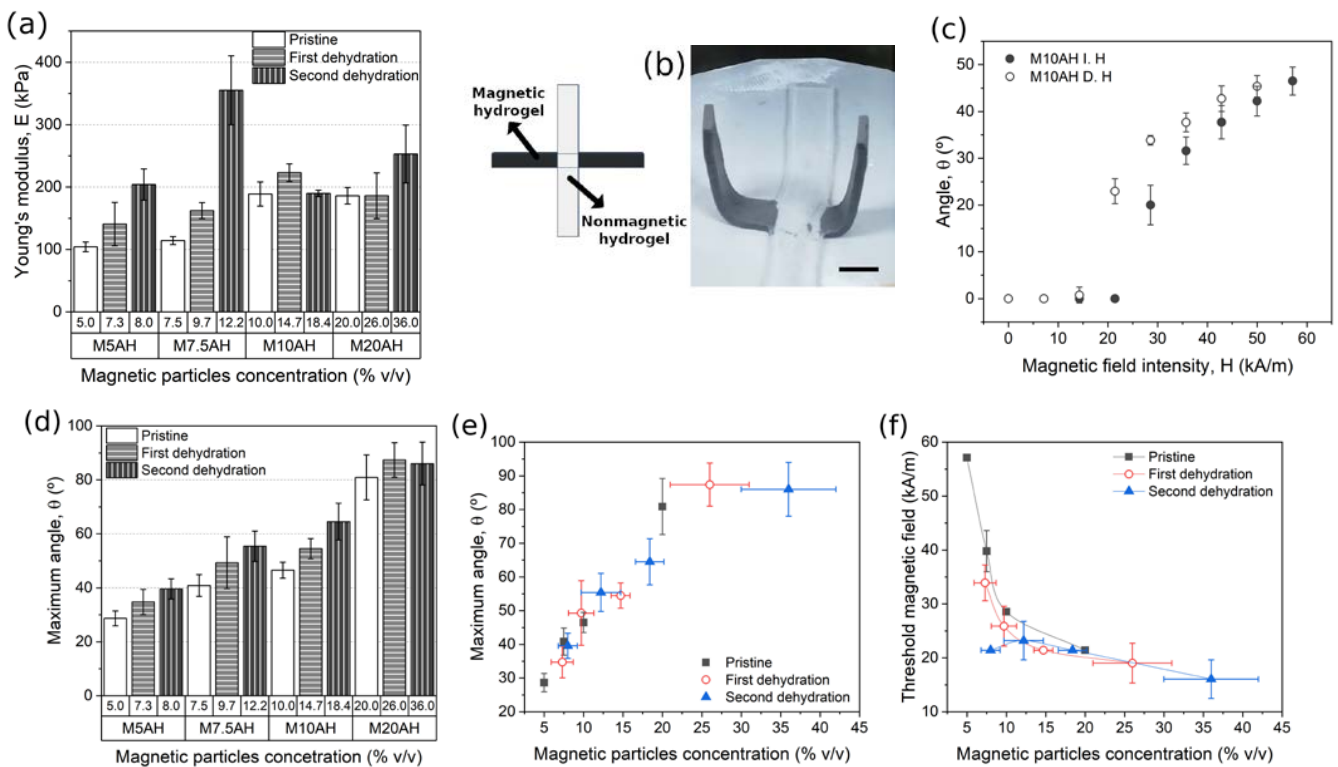 (a)
Pristine
First dehydration
Second dehydration
Young's modulus, E (kPa)
400
300
200
100
0
5.0 7.3 8.0 7.5 9.7 12.2 10.0 14.7 18.4 20.0 26.0 36.0
M5AH M7.5AH M10AH M20AH
Magnetic particles concentration (% v/v)
(b)
Magnetic
hydrogel
Nonmagnetic
hydrogel
(c)
M10AH I. H
M10AH D. H
Angle, θ (º)
50
40
30
20
10
0
0 10 20 30 40 50 60
Magnetic field intensity, H (kA/m)
(d)
Pristine
First dehydration
Second dehydration
Maximum angle, θ (º)
100
80
60
40
20
0
5.0 7.3 8.0 7.5 9.7 12.2 10.0 14.7 18.4 20.0 26.0 36.0
M5AH M7.5AH M10AH M20AH
Magnetic particles concetration (% v/v)
(e)
Maximum angle, θ (º)
100
90
80
70
60
50
40
30
20
Pristine
First dehydration
Second dehydration
0 5 10 15 20 25 30 35 40 45
Magnetic particles concentration (% v/v)
(f)
Pristine
First dehydration
Second dehydration
Threshold magnetic field (kA/m)
60
50
40
30
20
10
0 5 10 15 20 25 30 35 40 45
Magnetic particles concentration (% v/v)